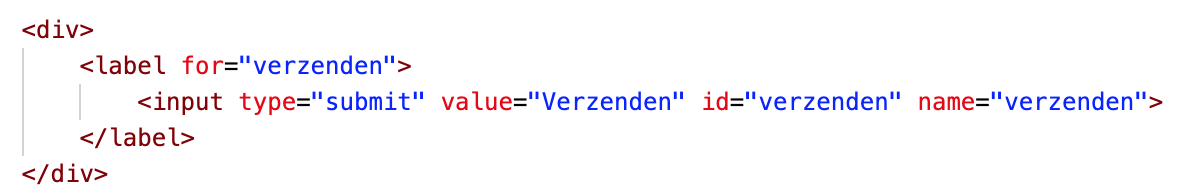 <div>
<label for="verzenden">
<input type="submit" value="Verzenden" id="verzenden" name="verzenden">
</label>
</div>